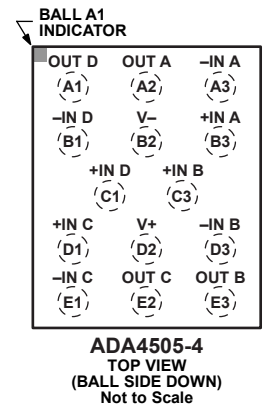 BALL A1
INDICATOR
OUT D OUT A –IN A
A1 A2 A3
–IN D V– +IN A
B1 B2 B3
+IN D +IN B
C1 C3
+IN C V+ –IN B
D1 D2 D3
–IN C OUT C OUT B
E1 E2 E3
ADA4505-4
TOP VIEW
(BALL SIDE DOWN)
Not to Scale